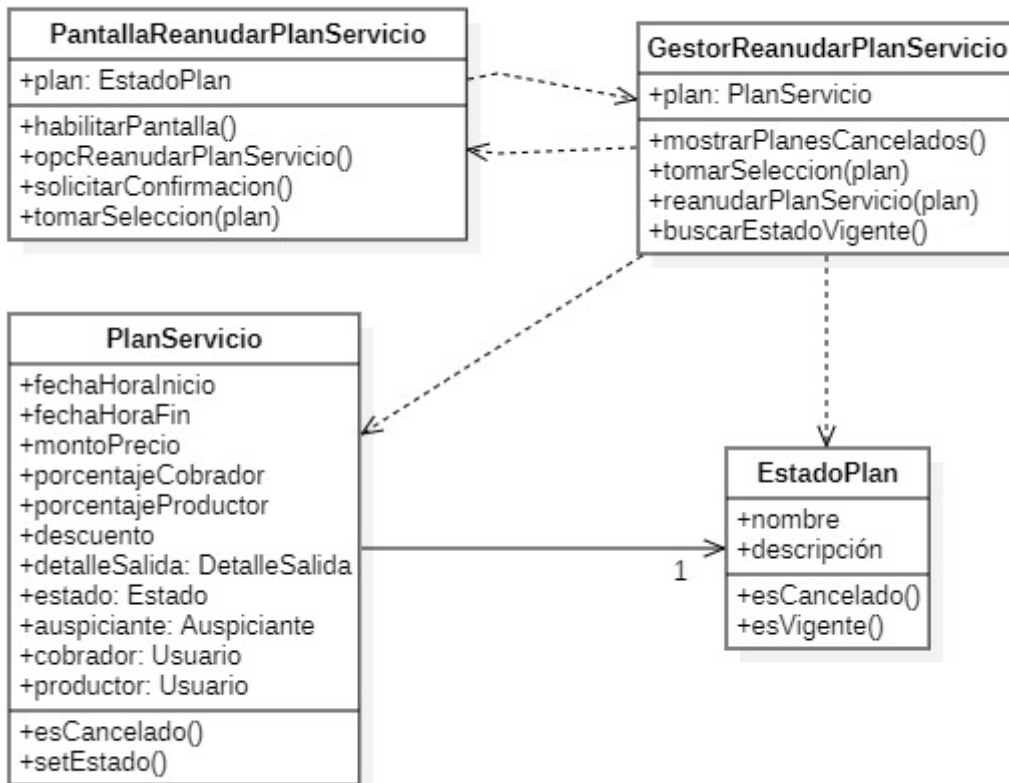 PantallaReanudarPlanServicio
+plan: EstadoPlan
+habilitarPantalla()
+opcReanudarPlanServicio()
+solicitarConfirmacion()
+tomarSeleccion(plan)
GestorReanudarPlanServicio
+plan: PlanServicio
+mostrarPlanesCancelados()
+tomarSeleccion(plan)
+reanudarPlanServicio(plan)
+buscarEstadoVigente()
PlanServicio
+fechaHoraInicio
+fechaHoraFin
+montoPrecio
+porcentajeCobrador
+porcentajeProductor
+descuento
+detalleSalida: DetalleSalida
+estado: Estado
+auspiciante: Auspiciante
+cobrador: Usuario
+productor: Usuario
+esCancelado()
+setEstado()
1
EstadoPlan
+nombre
+descripción
+esCancelado()
+esVigente()